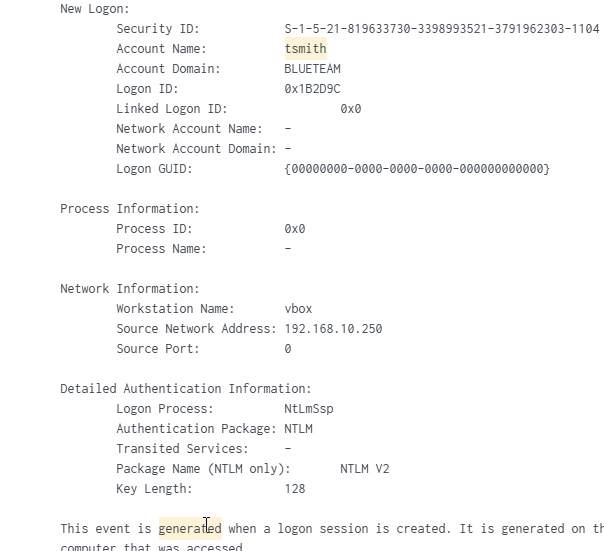 New Logon:
Security ID: S-1-5-21-819633730-3398993521-3791962303-1104
Account Name: tsmith
Account Domain: BLUETEAM
Logon ID: 0x1B2D9C
Linked Logon ID: 0x0
Network Account Name: -
Network Account Domain: -
Logon GUID: {00000000-0000-0000-0000-000000000000}
Process Information:
Process ID: 0x0
Process Name: -
Network Information:
Workstation Name: vbox
Source Network Address: 192.168.10.250
Source Port: 0
Detailed Authentication Information:
Logon Process: NtLmSsp
Authentication Package: NTLM
Transited Services: -
Package Name (NTLM only): NTLM V2
Key Length: 128
This event is generated when a logon session is created. It is generated on th
computer that was accessed